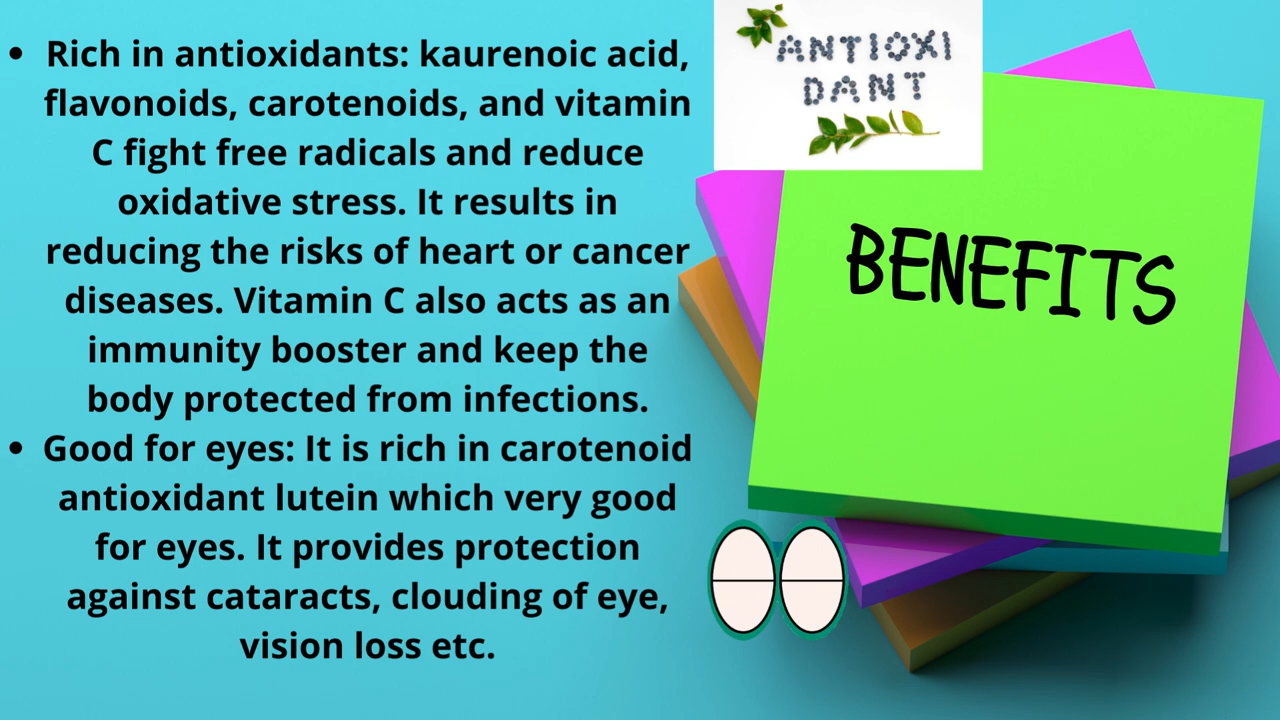 • Rich in antioxidants: kaurenoic acid,
flavonoids, carotenoids, and vitamin
C fight free radicals and reduce
oxidative stress. It results in
reducing the risks of heart or cancer
diseases. Vitamin C also acts as an
immunity booster and keep the
body protected from infections.
• Good for eyes: It is rich in carotenoid
antioxidant lutein which very good
for eyes. It provides protection
against cataracts, clouding of eye,
vision loss etc.
ANTIOXI
DANT
BENEFITS